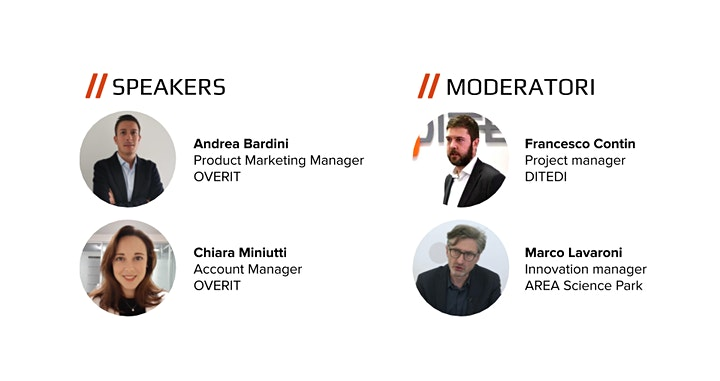 // SPEAKERS
Andrea Bardini
Product Marketing Manager
OVERIT
Chiara Miniutti
Account Manager
OVERIT
// MODERATORI
Francesco Contin
Project manager
DITEDI
Marco Lavaroni
Innovation manager
AREA Science Park